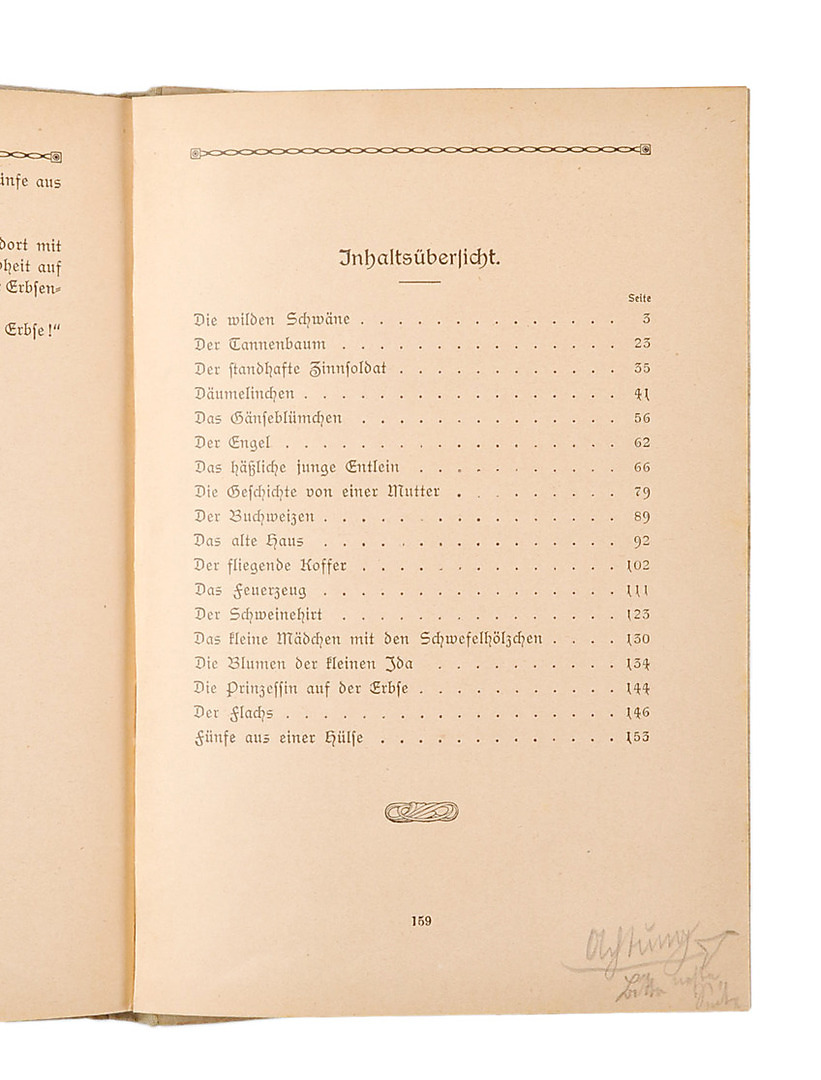 ünfe aus
dort mit
heit auf
Erbsen=
Erbse!“
Inhaltsübersicht.
Seite
Die wilden Schwäne . . . . . . . . . . . . . . 3
Der Tannenbaum . . . . . . . . . . . . . . . 23
Der standhafte Zinnsoldat . . . . . . . . . . . . 35
Däumelinchen . . . . . . . . . . . . . . . . . 41
Das Gänseblümchen . . . . . . . . . . . . . . 56
Der Engel . . . . . . . . . . . . . . . . . . 62
Das häßliche junge Entlein . . . . . . . . . . . 66
Die Geschichte von einer Mutter . . . . . . . . . 79
Der Buchweizen . . . . . . . . . . . . . . . . 89
Das alte Haus . . . . . . . . . . . . . . . . 92
Der fliegende Koffer . . . . . . . . . . . . . . 102
Das Feuerzeug . . . . . . . . . . . . . . . . 111
Der Schweinehirt . . . . . . . . . . . . . . . 123
Das kleine Mädchen mit den Schwefelhölzchen . . . . 130
Die Blumen der kleinen Ida . . . . . . . . . . 134
Die Prinzessin auf der Erbse . . . . . . . . . . . 144
Der Flachs . . . . . . . . . . . . . . . . . . 146
Fünfe aus einer Hülse . . . . . . . . . . . . . 153
159
Achtung
Bitte